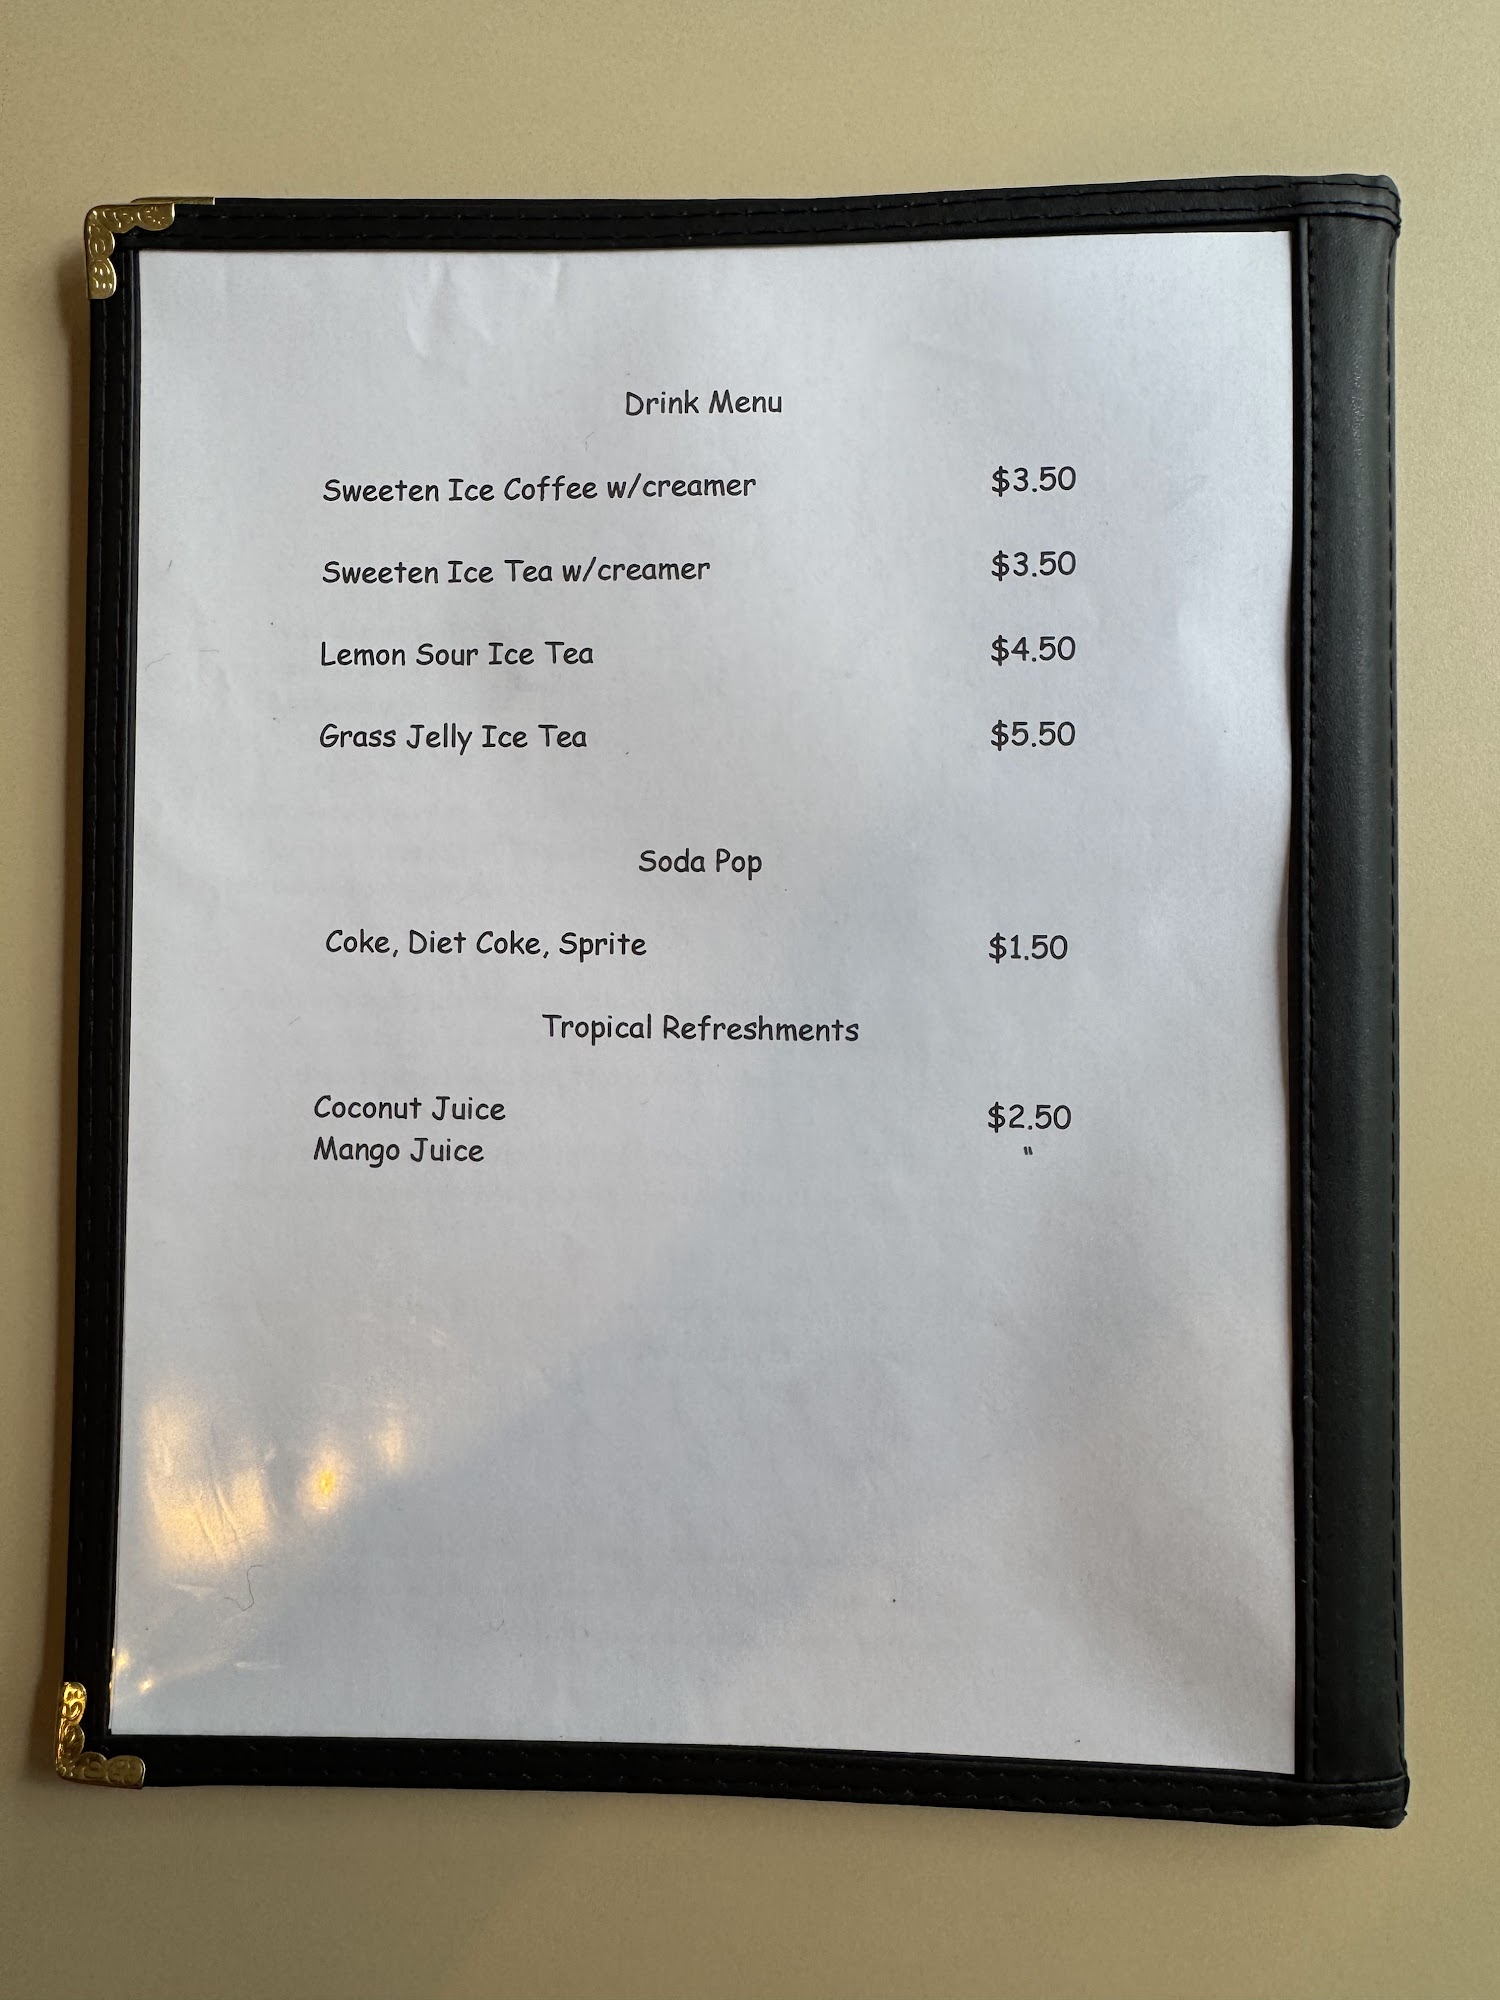 Drink Menu
Sweeten Ice Coffee w/creamer $3.50
Sweeten Ice Tea w/creamer $3.50
Lemon Sour Ice Tea $4.50
Grass Jelly Ice Tea $5.50
Soda Pop
Coke, Diet Coke, Sprite $1.50
Tropical Refreshments
Coconut Juice $2.50
Mango Juice "